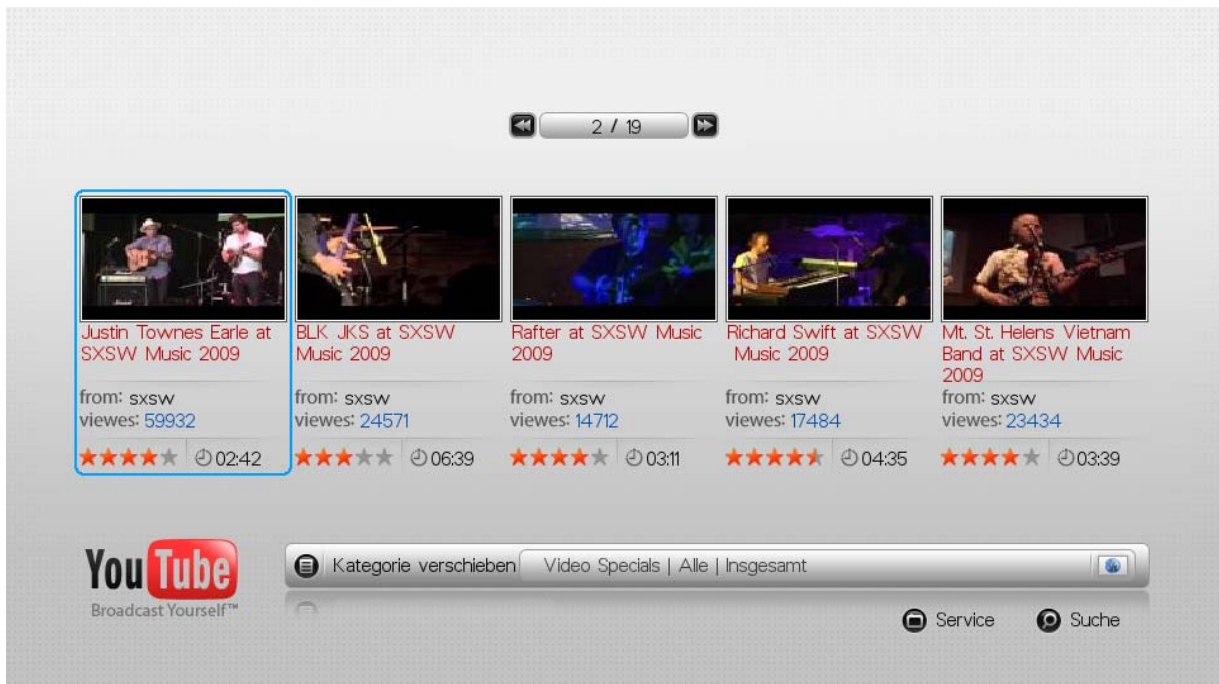 2 / 19
Justin Townes Earle at
SXSW Music 2009
from: sxsw
viewes: 59932
02:42
BLK JKS at SXSW
Music 2009
from: sxsw
viewes: 24571
06:39
Rafter at SXSW Music
2009
from: sxsw
viewes: 14712
03:11
Richard Swift at SXSW
Music 2009
from: sxsw
viewes: 17484
04:35
Mt. St. Helens Vietnam
Band at SXSW Music
2009
from: sxsw
viewes: 23434
03:39
YouTube
Broadcast Yourself™
Kategorie verschieben
Video Specials | Alle | Insgesamt
Service
Suche